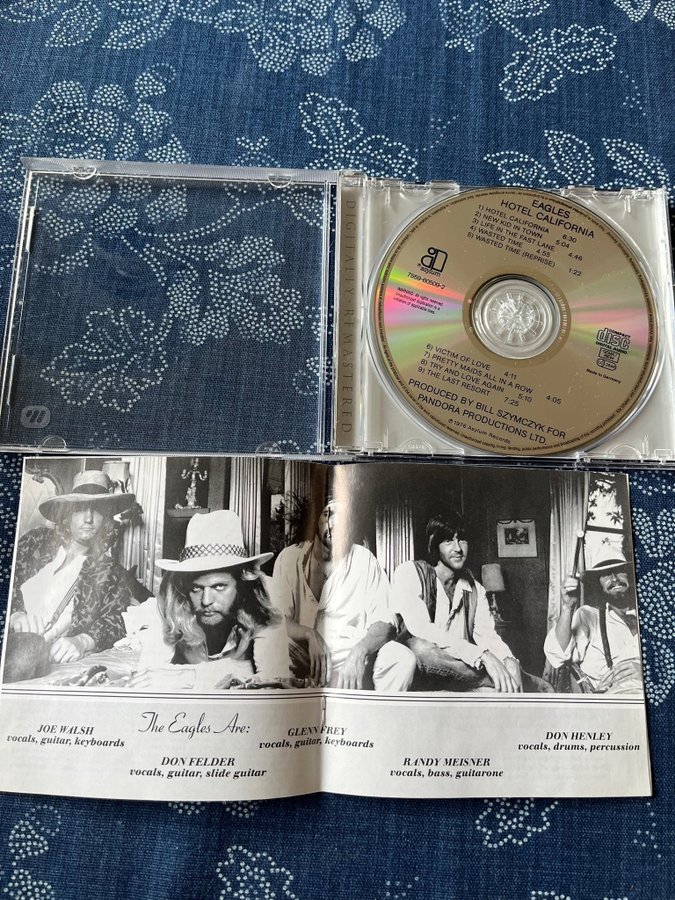 DIGITALLY REMASTERED
EAGLES
HOTEL CALIFORNIA
1) HOTEL CALIFORNIA 6:30
2) NEW KID IN TOWN 5:04
3) LIFE IN THE FAST LANE 4:46
4) WASTED TIME 4:55
5) WASTED TIME (REPRISE) 1:22
asylum
7559-60509-2
COMPACT
disc
DIGITAL AUDIO
Made in Germany
6) VICTIM OF LOVE 4:11
7) PRETTY MAIDS ALL IN A ROW 4:05
8) TRY AND LOVE AGAIN 5:10
9) THE LAST RESORT 7:25
PRODUCED BY BILL SZYMCZYK FOR
PANDORA PRODUCTIONS LTD.
℗ 1976 Asylum Records
The Eagles Are:
JOE WALSH
vocals, guitar, keyboards
DON FELDER
vocals, guitar, slide guitar
GLENN FREY
vocals, guitar, keyboards
RANDY MEISNER
vocals, bass, guitarone
DON HENLEY
vocals, drums, percussion